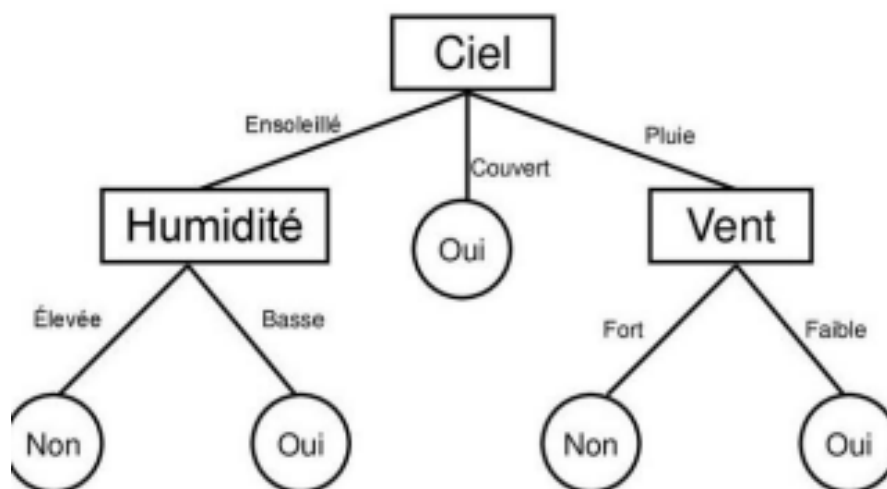 Ciel
Ensoleillé
Couvert
Pluie
Humidité
Oui
Vent
Élevée
Basse
Fort
Faible
Non
Oui
Non
Oui